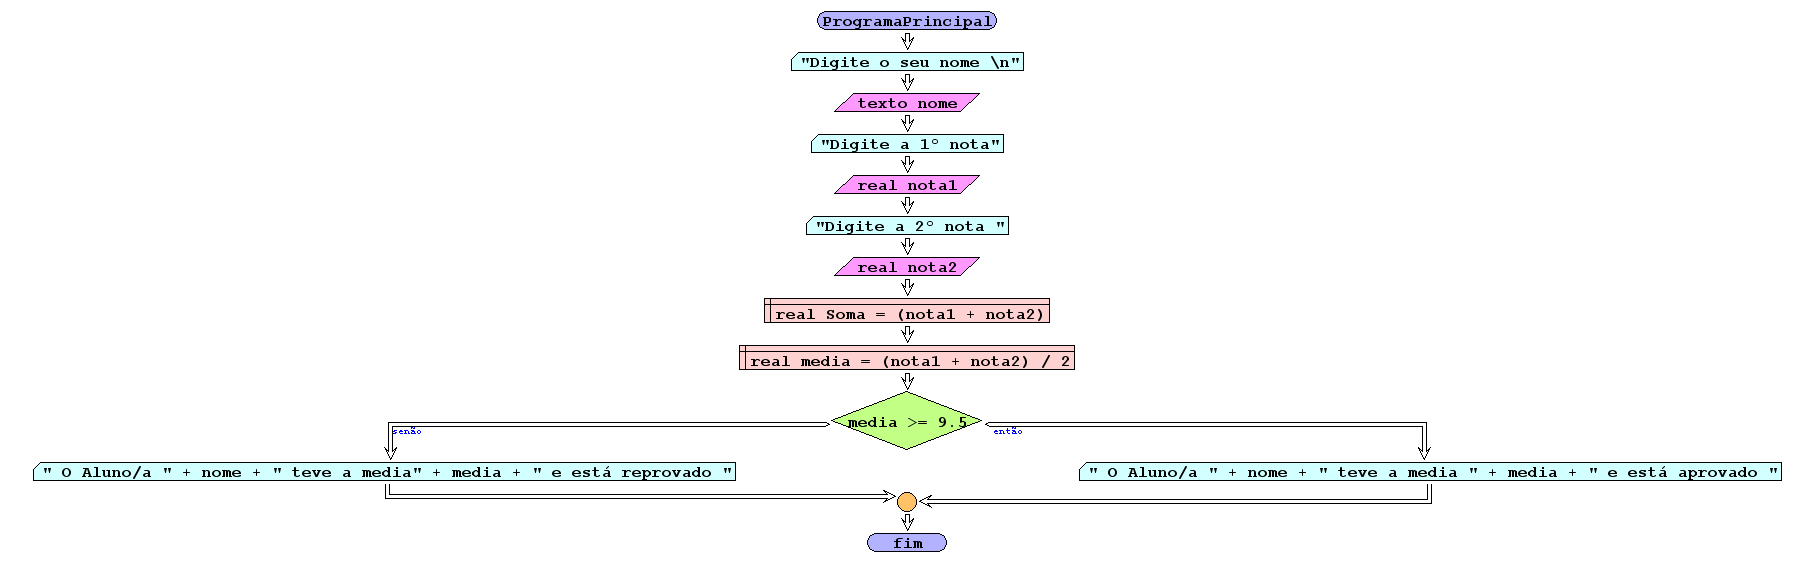 ProgramaPrincipal
"Digite o seu nome \n"
texto nome
"Digite a 1º nota"
real nota1
"Digite a 2º nota "
real nota2
real Soma = (nota1 + nota2)
real media = (nota1 + nota2) / 2
media >= 9.5
senão
então
" O Aluno/a " + nome + " teve a media" + media + " e está reprovado "
" O Aluno/a " + nome + " teve a media " + media + " e está aprovado "
fim